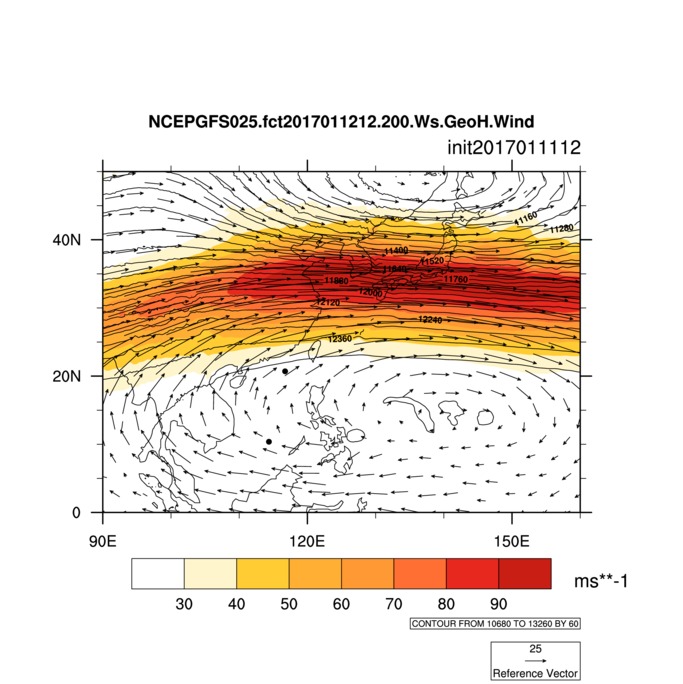 NCEPGFS025.fct2017011212.200.Ws.GeoH.Wind
init2017011112
11160
11280
40N
11400
11520
11640
11880
11760
12000
12120
12240
12360
20N
0
90E 120E 150E
ms**-1
30 40 50 60 70 80 90
CONTOUR FROM 10680 TO 13260 BY 60
25
Reference Vector